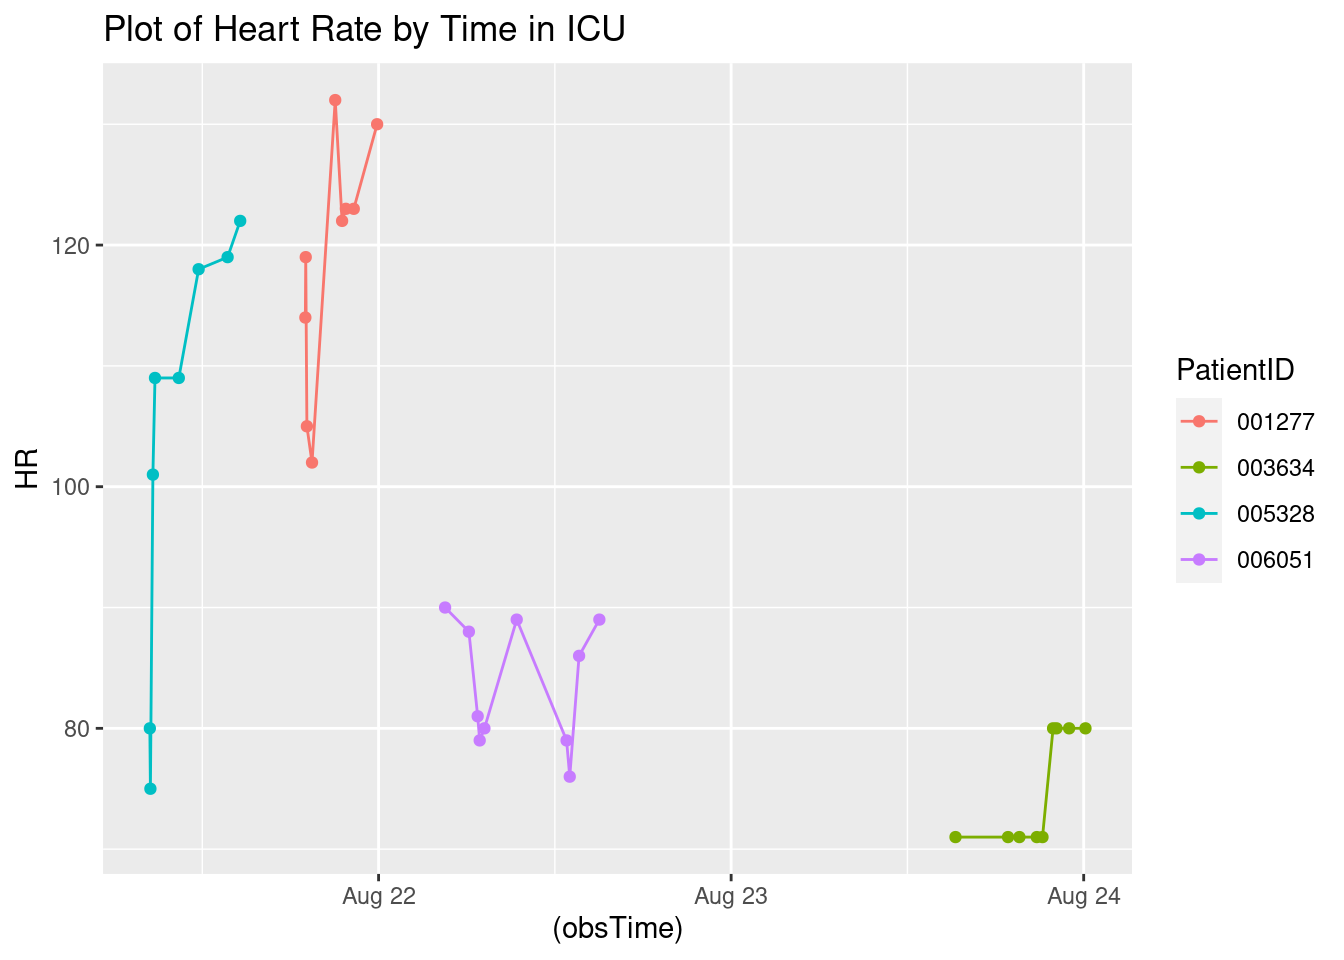 Plot of Heart Rate by Time in ICU
HR
120
100
80
Aug 22
Aug 23
Aug 24
(obsTime)
PatientID
001277
003634
005328
006051